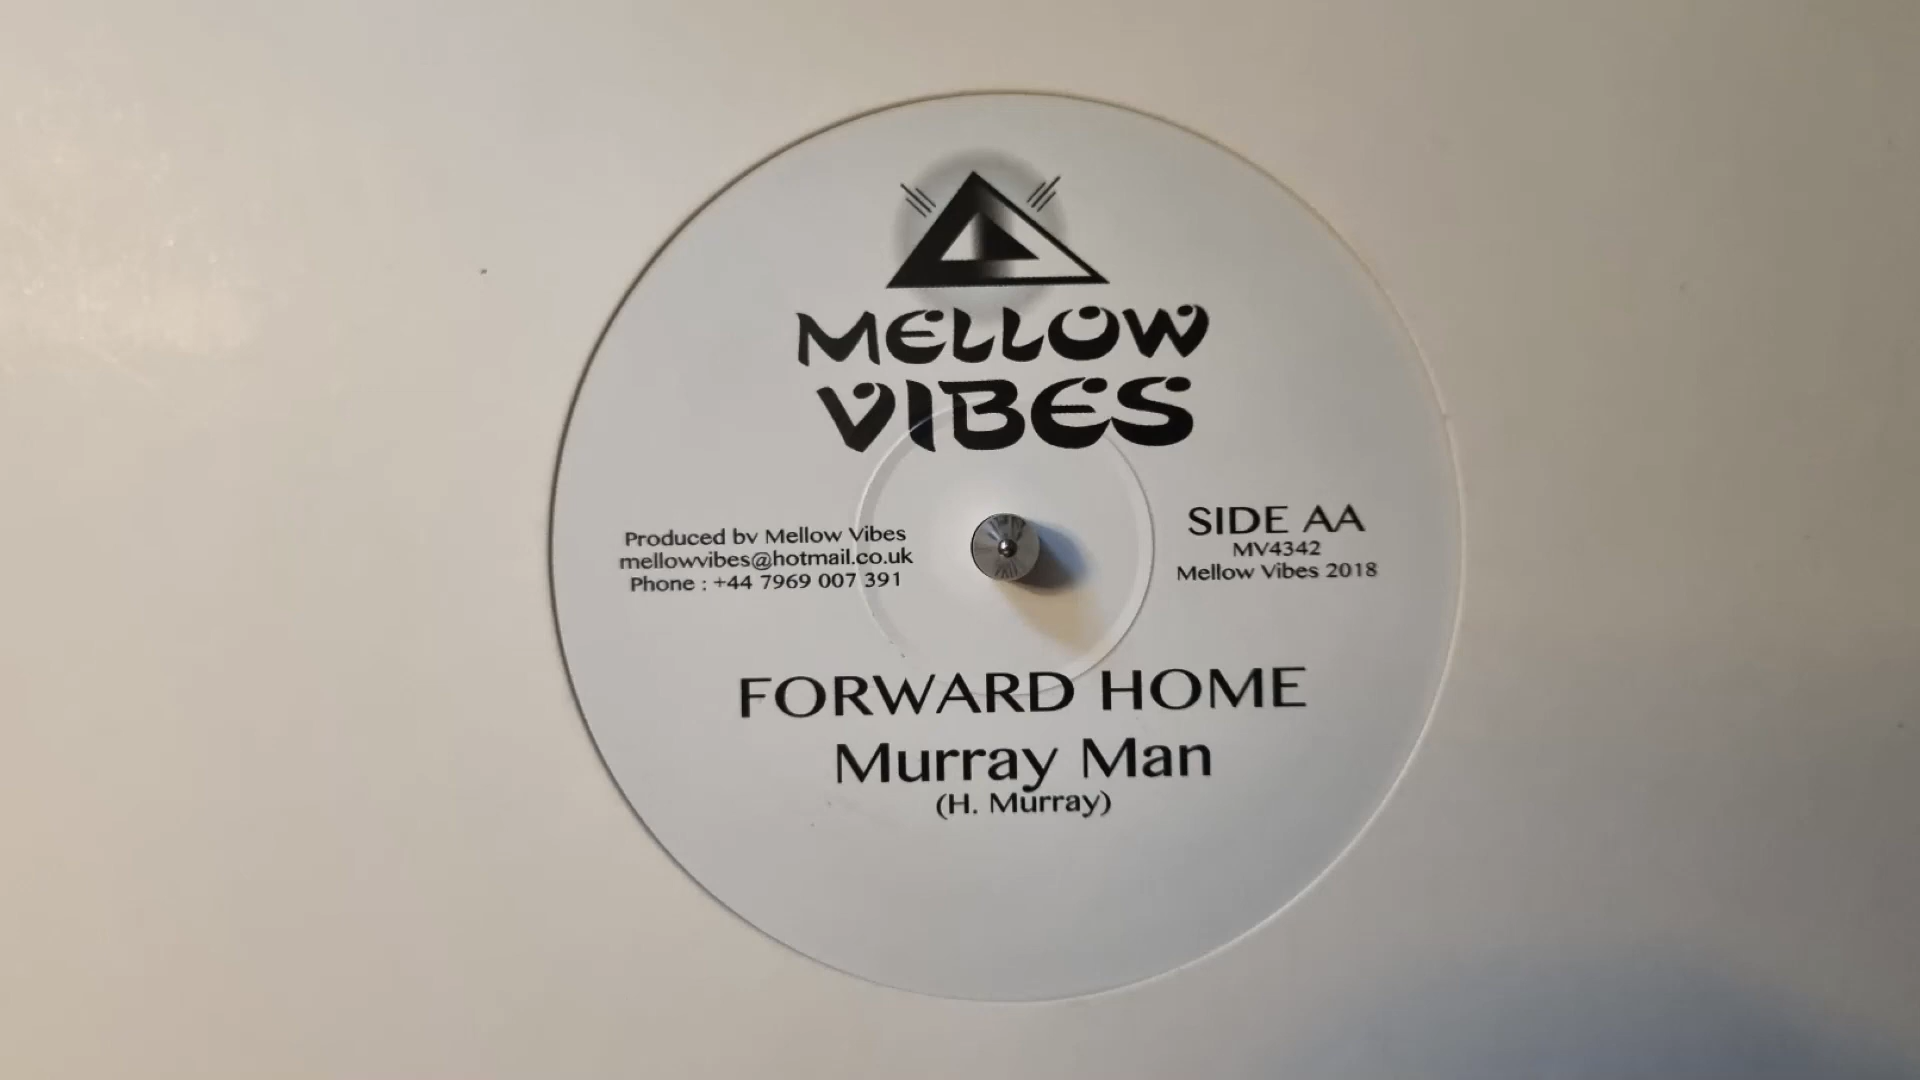 MELLOW
VIBES
Produced by Mellow Vibes
mellowvibes@hotmail.co.uk
Phone : +44 7969 007 391
SIDE AA
MV4342
Mellow Vibes 2018
FORWARD HOME
Murray Man
(H. Murray)